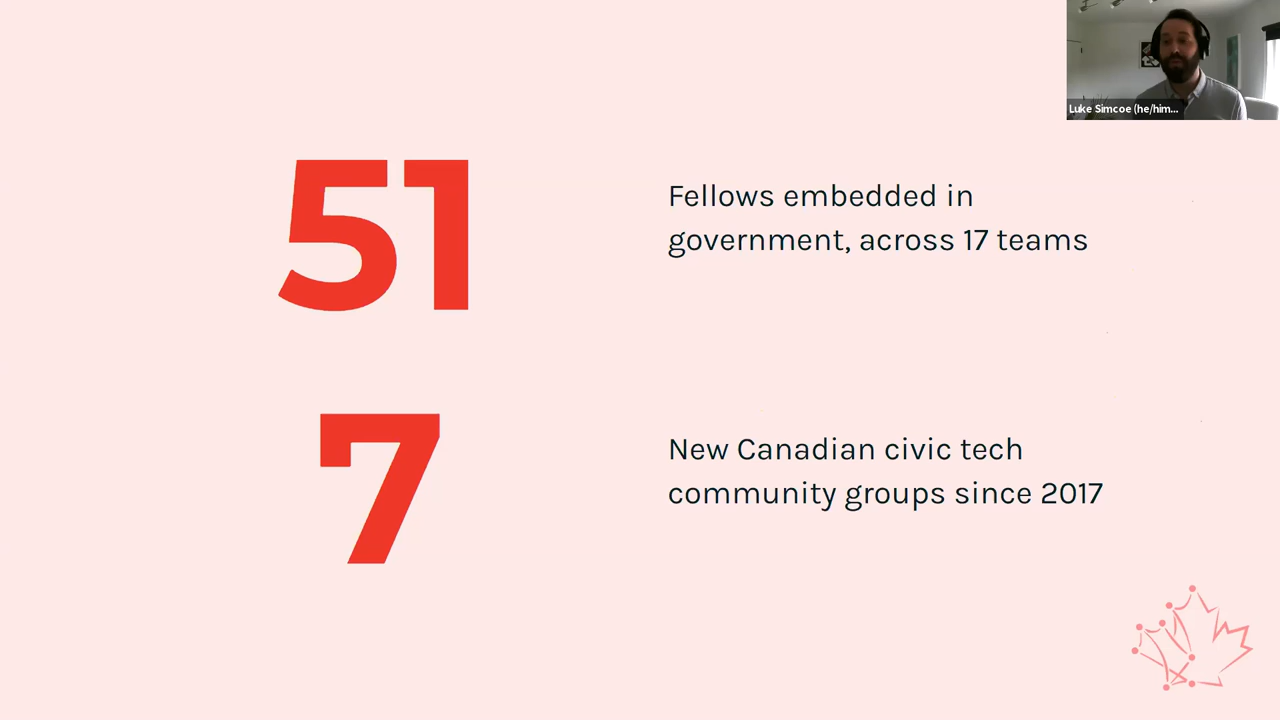 Luke Simcoe (he/him...
51
Fellows embedded in
government, across 17 teams
7
New Canadian civic tech
community groups since 2017